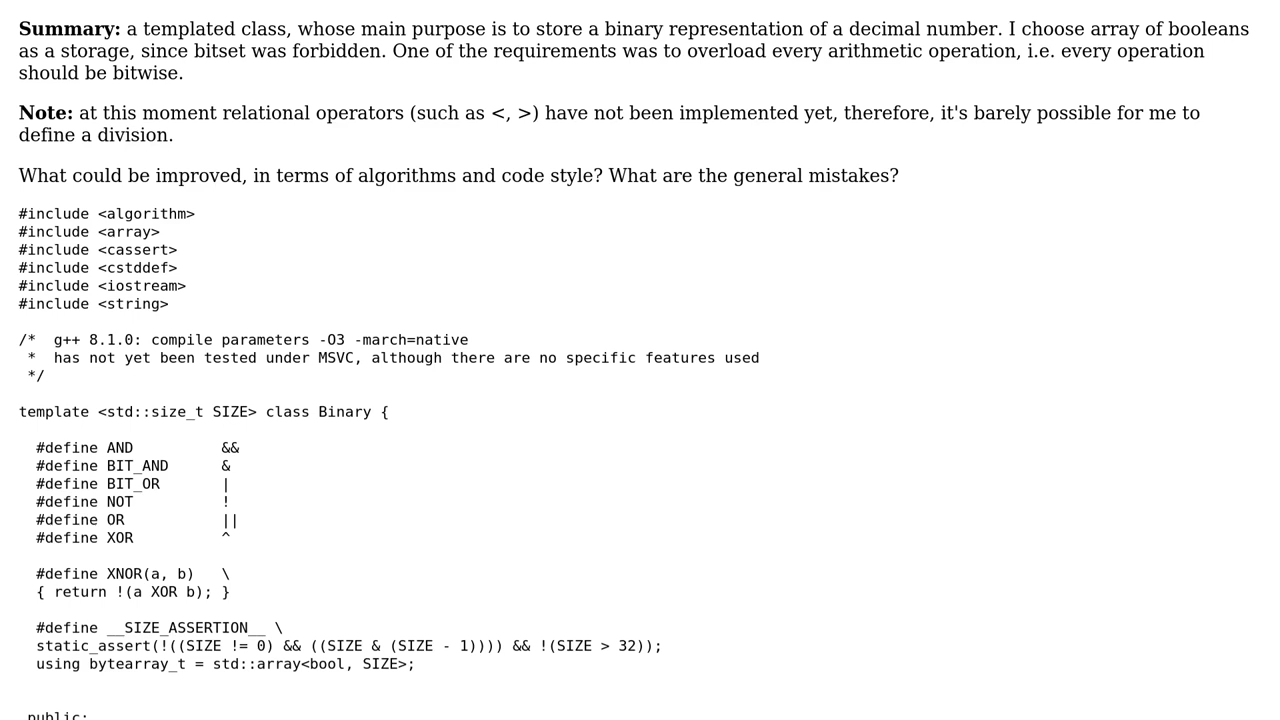 Summary: a templated class, whose main purpose is to store a binary representation of a decimal number. I choose array of booleans
as a storage, since bitset was forbidden. One of the requirements was to overload every arithmetic operation, i.e. every operation
should be bitwise.
Note: at this moment relational operators (such as <, >) have not been implemented yet, therefore, it's barely possible for me to
define a division.
What could be improved, in terms of algorithms and code style? What are the general mistakes?
#include <algorithm>
#include <array>
#include <cassert>
#include <cstddef>
#include <iostream>
#include <string>
/*  g++ 8.1.0: compile parameters -O3 -march=native
 *  has not yet been tested under MSVC, although there are no specific features used
 */
template <std::size_t SIZE> class Binary {
  #define AND          &&
  #define BIT_AND      &
  #define BIT_OR       |
  #define NOT          !
  #define OR           ||
  #define XOR          ^
  #define XNOR(a, b)   \
  { return !(a XOR b); }
  #define __SIZE_ASSERTION__ \
  static_assert(!((SIZE != 0) && ((SIZE & (SIZE - 1)))) && !(SIZE > 32));
  using bytearray_t = std::array<bool, SIZE>;
 public: